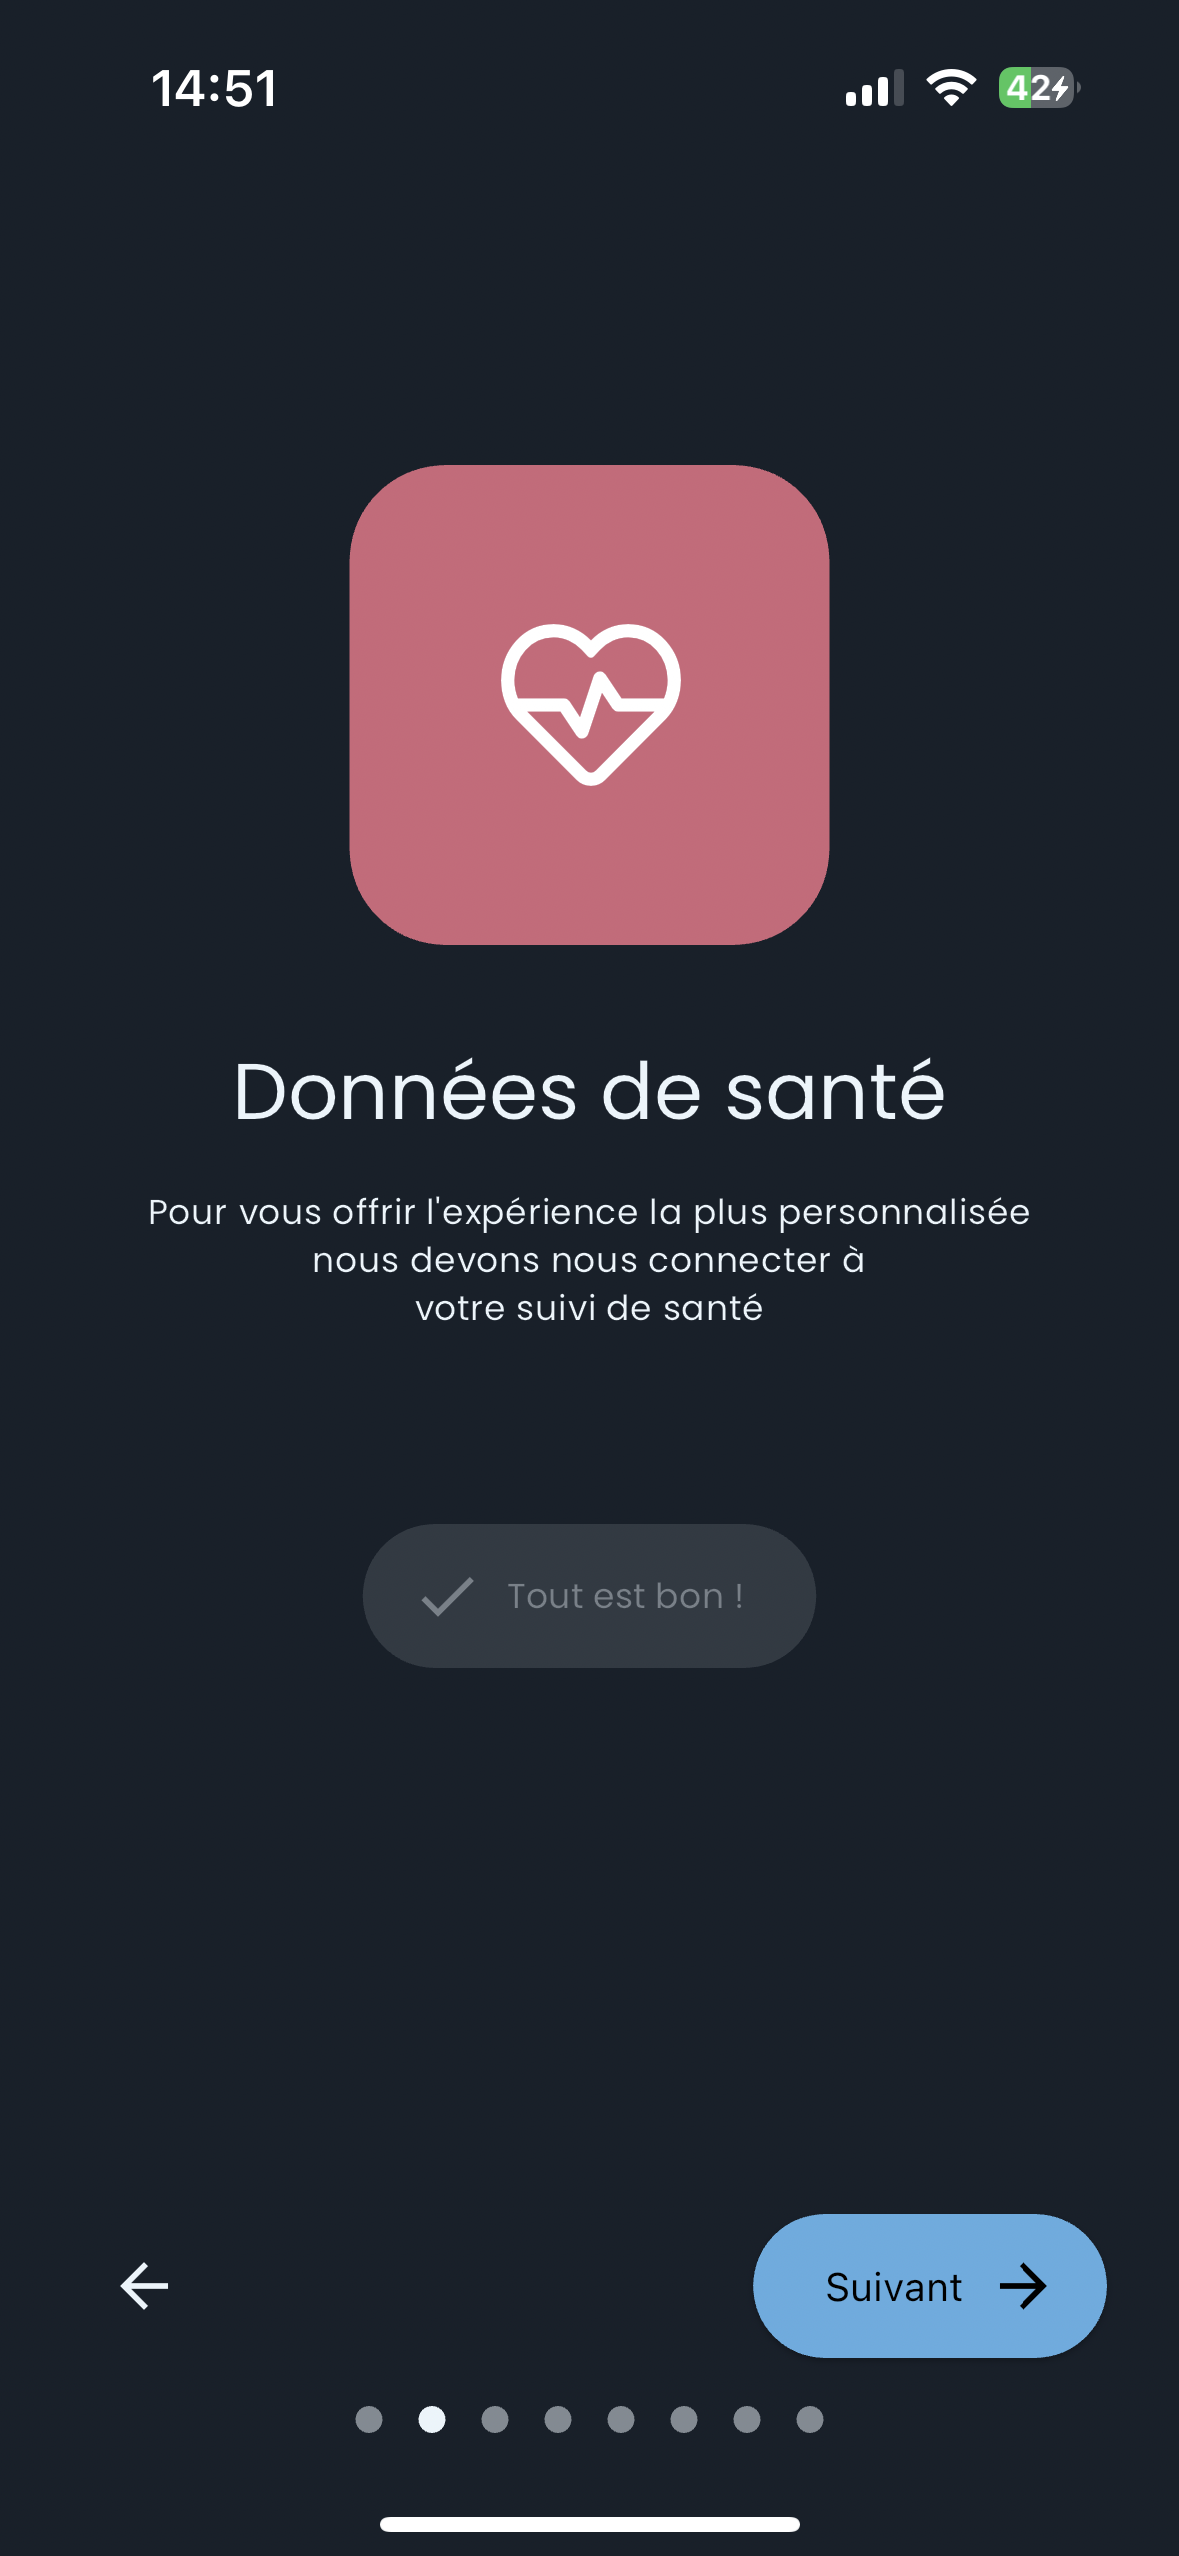 14:51
42
Données de santé
Pour vous offrir l'expérience la plus personnalisée
nous devons nous connecter à
votre suivi de santé
Tout est bon !
Suivant